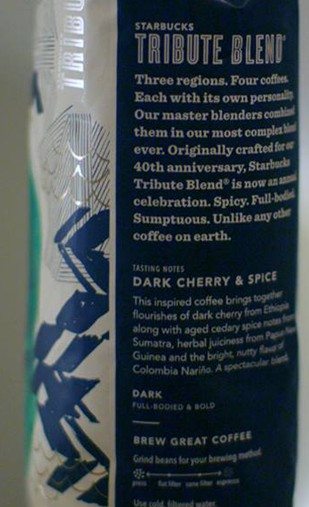 TRIBU
STARBUCKS
TRIBUTE BLEND®
Three regions. Four coffees.
Each with its own personality.
Our master blenders combined
them in our most complex blend
ever. Originally crafted for our
40th anniversary, Starbucks
Tribute Blend® is now an annual
celebration. Spicy. Full-bodied.
Sumptuous. Unlike any other
coffee on earth.
TASTING NOTES
DARK CHERRY & SPICE
This inspired coffee brings together
flourishes of dark cherry from Ethiopia
along with aged cedary spice notes from
Sumatra, herbal juiciness from Papua New
Guinea and the bright, nutty flavor of
Colombia Nariño. A spectacular blend.
DARK
FULL-BODIED & BOLD
BREW GREAT COFFEE
Grind beans for your brewing method.
press flat filter cone filter espresso
Use cold, filtered water